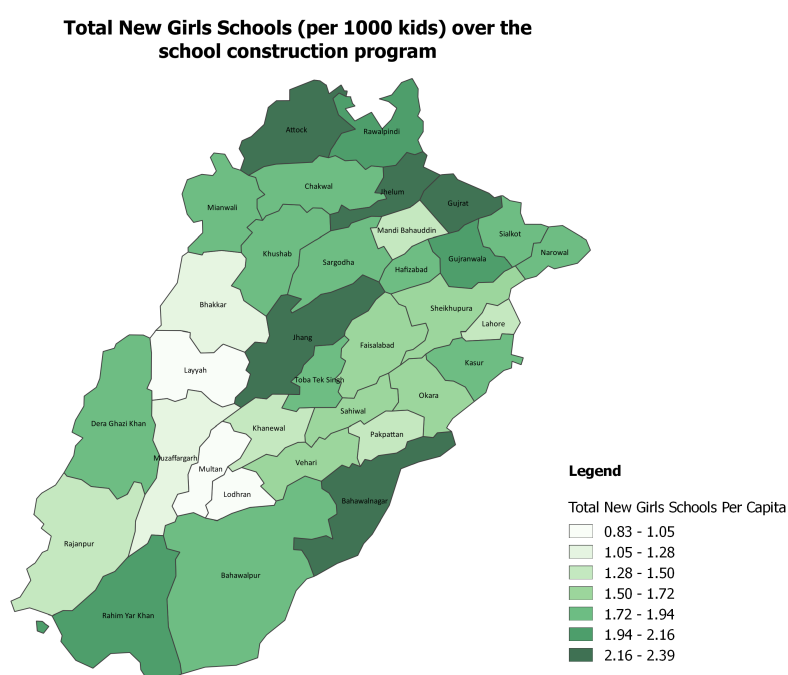 Total New Girls Schools (per 1000 kids) over the
school construction program
Attock
Rawalpindi
Chakwal
Jhelum
Gujrat
Mianwali
Mandi Bahauddin
Sialkot
Narowal
Khushab
Sargodha
Hafizabad
Gujranwala
Bhakkar
Sheikhupura
Lahore
Jhang
Faisalabad
Kasur
Layyah
Toba Tek Singh
Okara
Dera Ghazi Khan
Sahiwal
Khanewal
Pakpattan
Muzaffargarh
Multan
Vehari
Lodhran
Bahawalnagar
Rajanpur
Bahawalpur
Rahim Yar Khan
Legend
Total New Girls Schools Per Capita
0.83 - 1.05
1.05 - 1.28
1.28 - 1.50
1.50 - 1.72
1.72 - 1.94
1.94 - 2.16
2.16 - 2.39